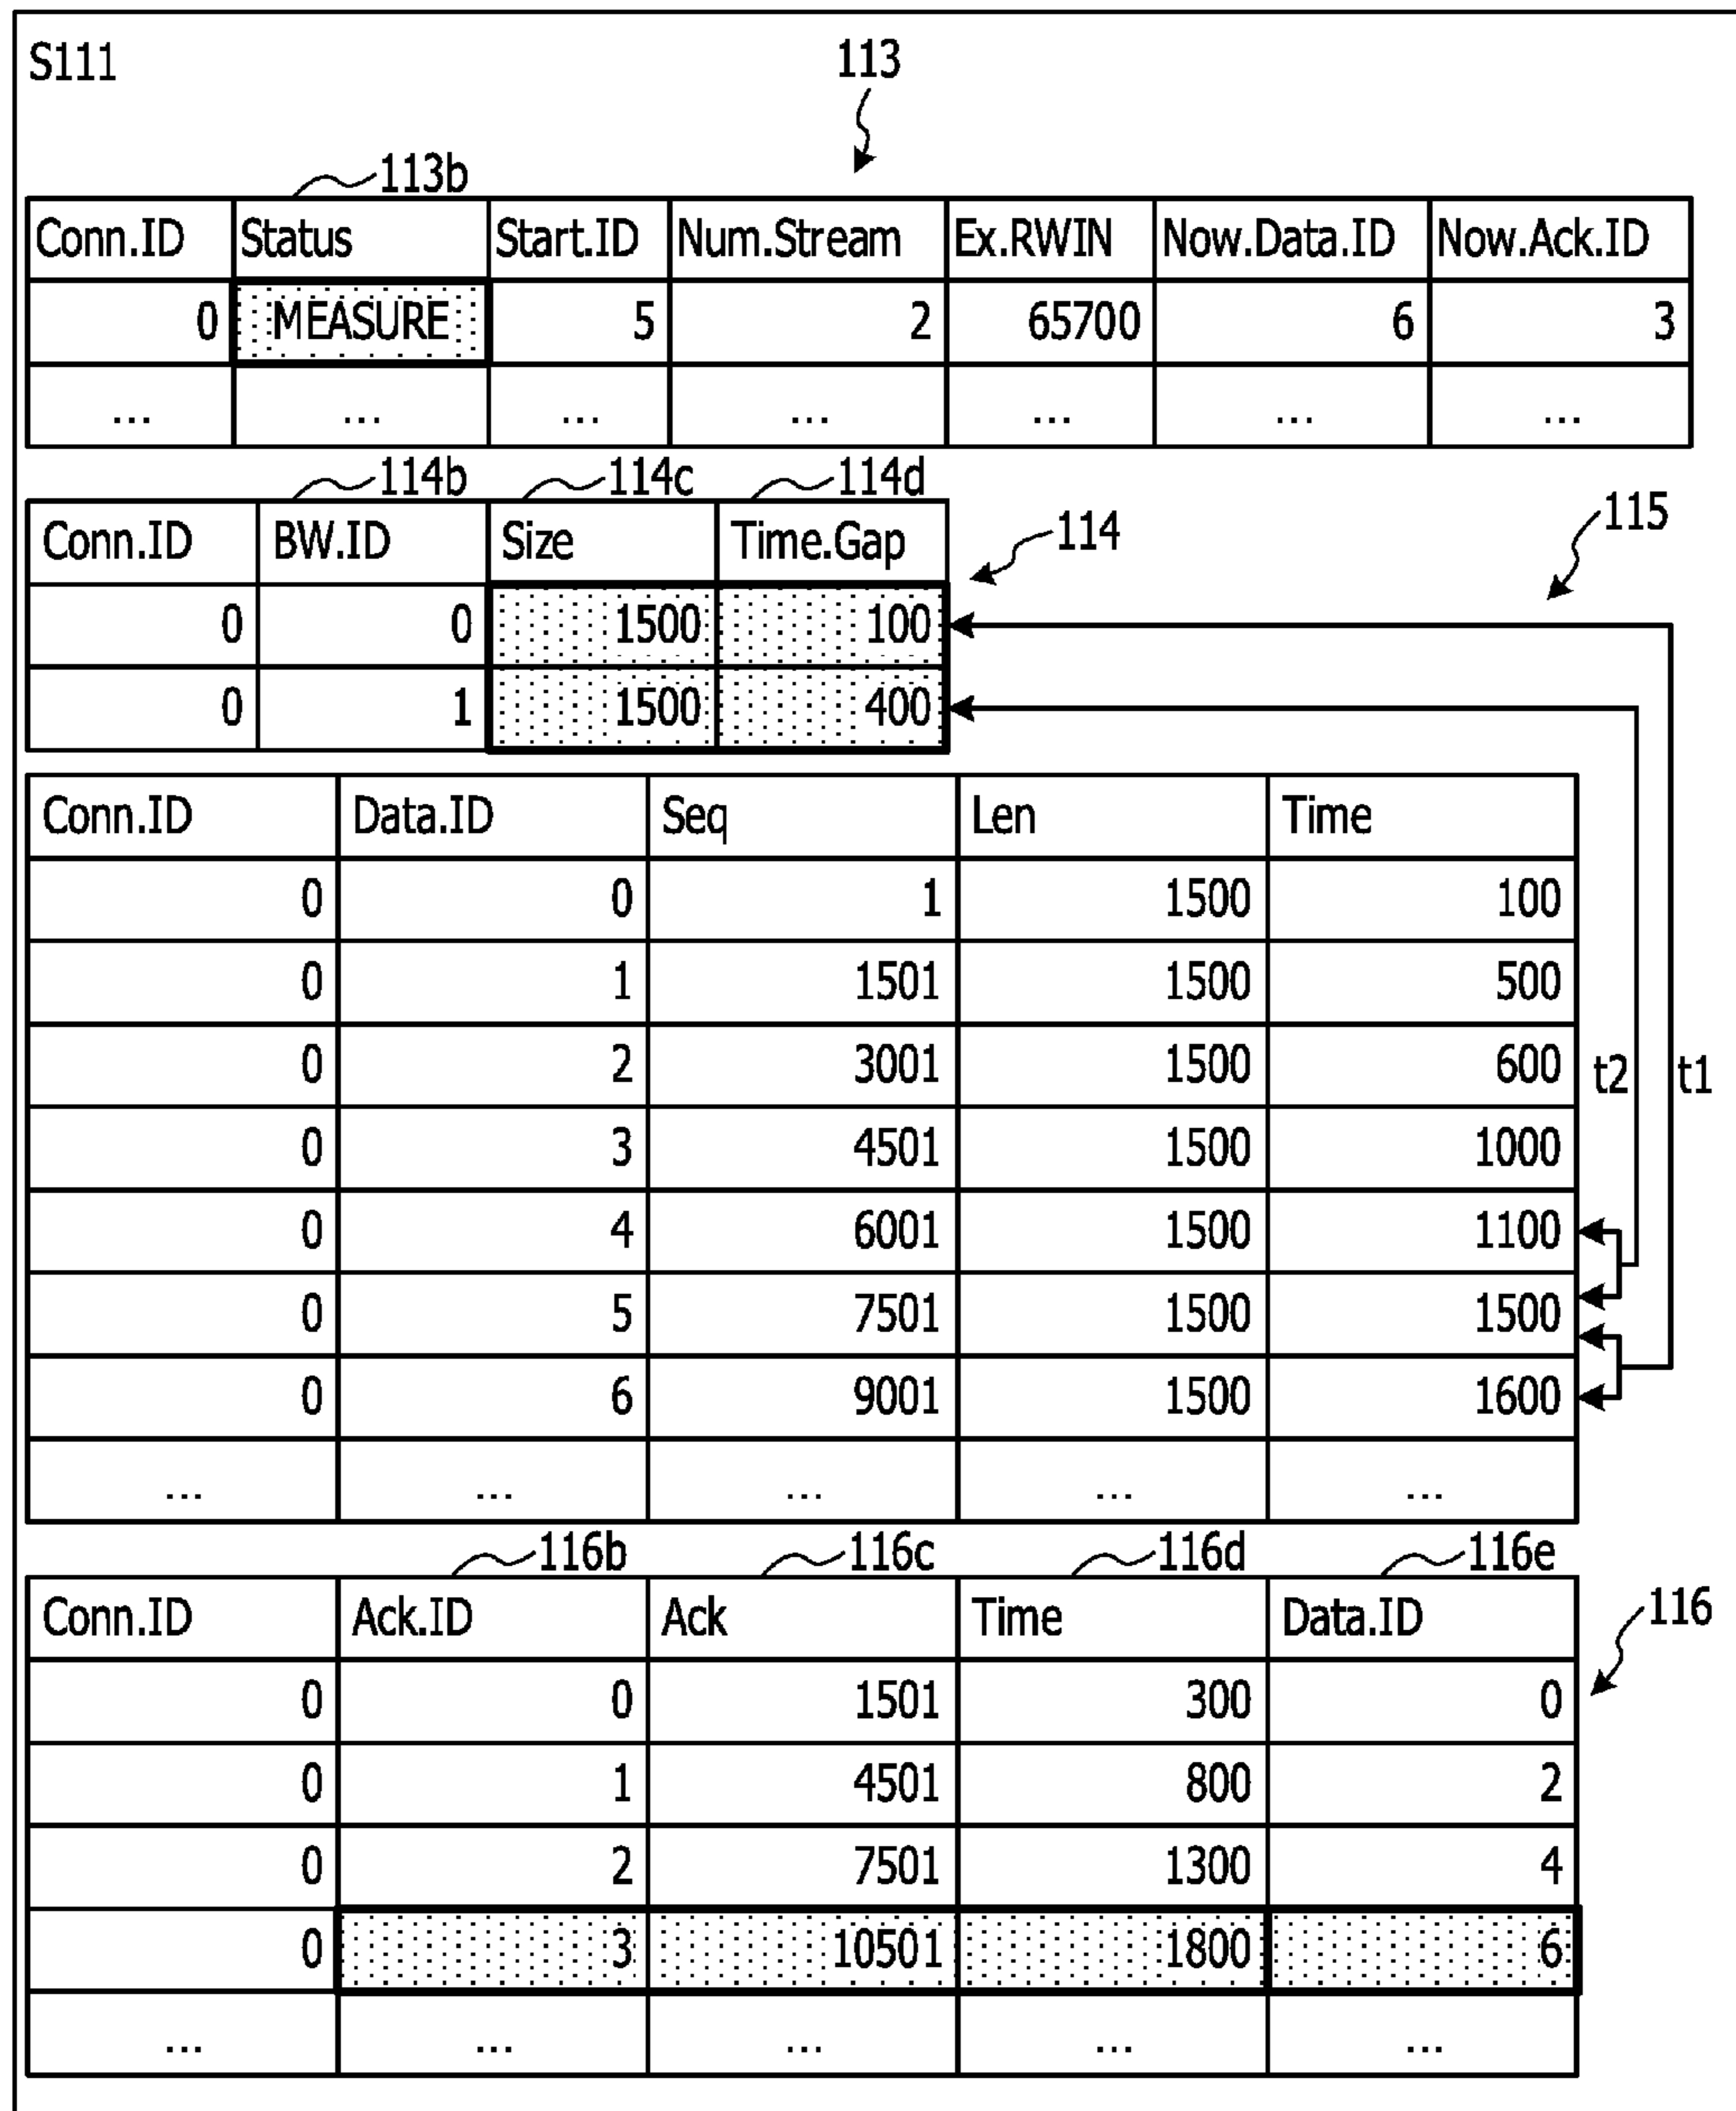 S111
113
113b
Conn.ID Status Start.ID Num.Stream Ex.RWIN Now.Data.ID Now.Ack.ID
0 MEASURE 5 2 65700 6 3
... ... ... ... ... ... ...
114b 114c 114d
115
Conn.ID BW.ID Size Time.Gap
114
0 0 1500 100
0 1 1500 400
Conn.ID Data.ID Seq Len Time
0 0 1 1500 100
0 1 1501 1500 500
0 2 3001 1500 600
t2 t1
0 3 4501 1500 1000
0 4 6001 1500 1100
0 5 7501 1500 1500
0 6 9001 1500 1600
... ... ... ... ...
116b 116c 116d 116e
Conn.ID Ack.ID Ack Time Data.ID
116
0 0 1501 300 0
0 1 4501 800 2
0 2 7501 1300 4
0 3 10501 1800 6
... ... ... ... ...